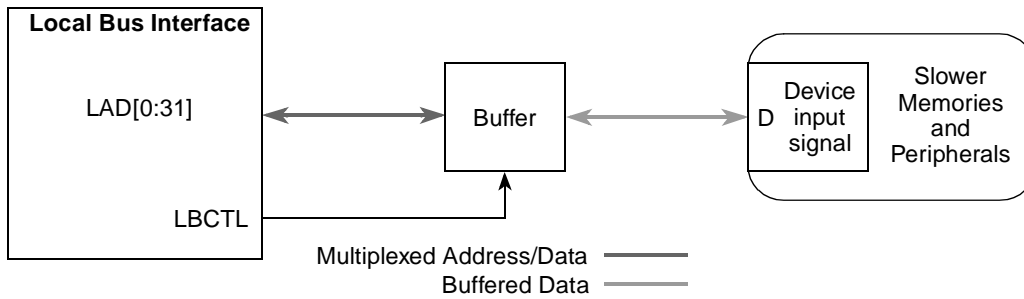 Local Bus Interface
LAD[0:31]
LBCTL
Buffer
D
Device
input
signal
Slower
Memories
and
Peripherals
Multiplexed Address/Data
Buffered Data